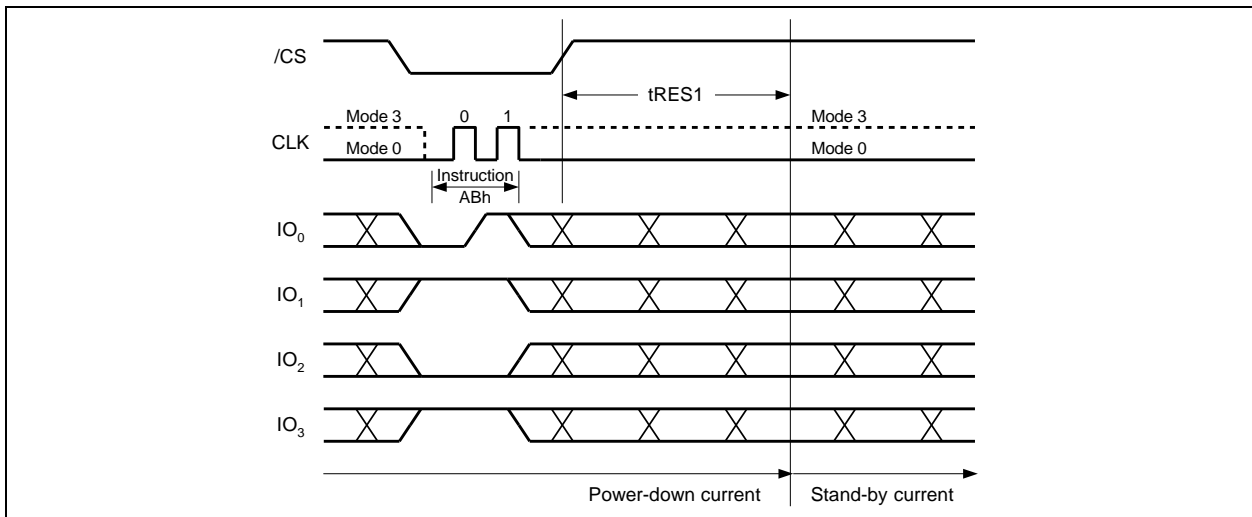 /CS
tRES1
Mode 3 0 1 Mode 3
CLK
Mode 0 Mode 0
Instruction
ABh
IO0
IO1
IO2
IO3
Power-down current Stand-by current